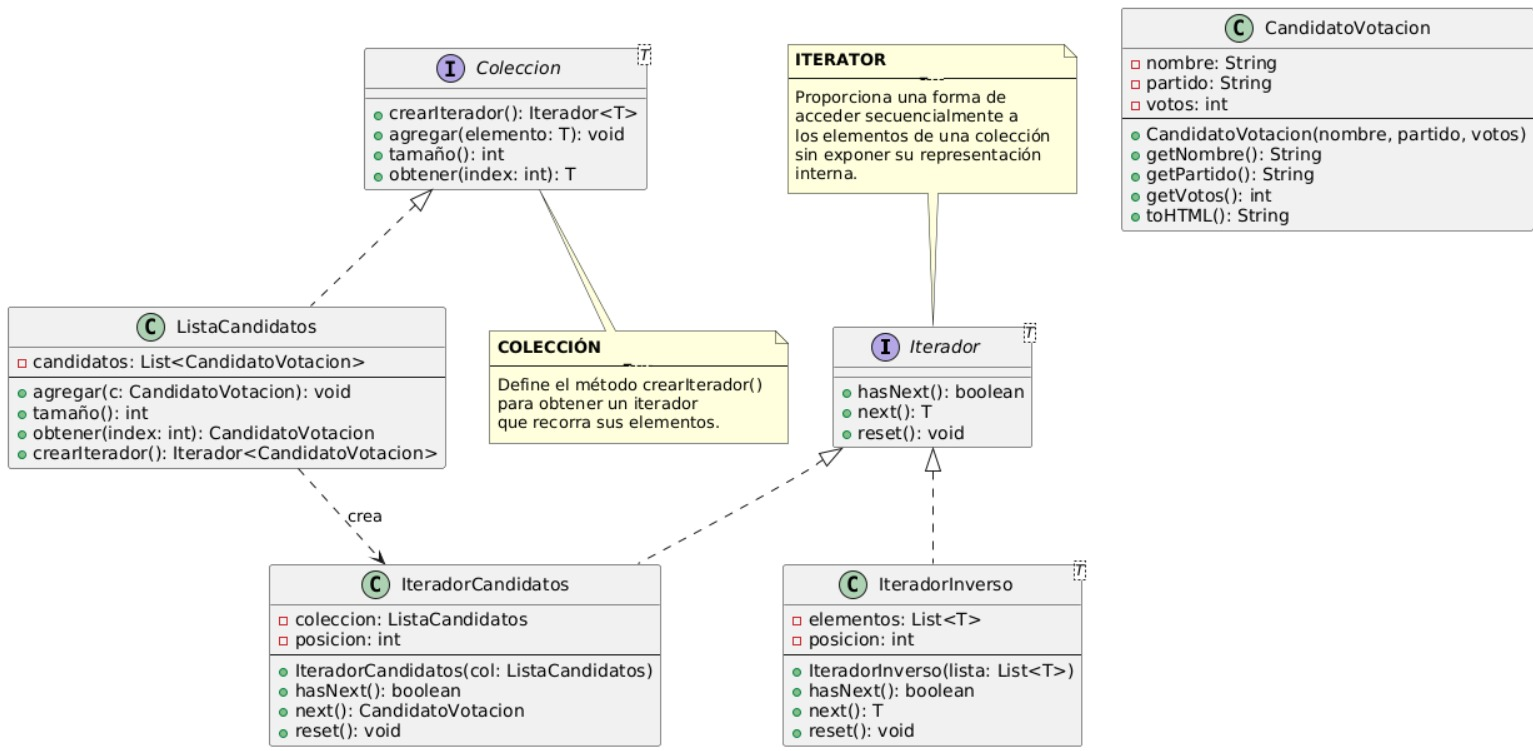 T
I Coleccion
crearIterador(): Iterador<T>
agregar(elemento: T): void
tamaño(): int
obtener(index: int): T
ITERATOR
Proporciona una forma de
acceder secuencialmente a
los elementos de una colección
sin exponer su representación
interna.
C CandidatoVotacion
nombre: String
partido: String
votos: int
CandidatoVotacion(nombre, partido, votos)
getNombre(): String
getPartido(): String
getVotos(): int
toHTML(): String
C ListaCandidatos
candidatos: List<CandidatoVotacion>
agregar(c: CandidatoVotacion): void
tamaño(): int
obtener(index: int): CandidatoVotacion
crearIterador(): Iterador<CandidatoVotacion>
COLECCIÓN
Define el método crearIterador()
para obtener un iterador
que recorra sus elementos.
T
I Iterador
hasNext(): boolean
next(): T
reset(): void
crea
C IteradorCandidatos
coleccion: ListaCandidatos
posicion: int
IteradorCandidatos(col: ListaCandidatos)
hasNext(): boolean
next(): CandidatoVotacion
reset(): void
T
C IteradorInverso
elementos: List<T>
posicion: int
IteradorInverso(lista: List<T>)
hasNext(): boolean
next(): T
reset(): void